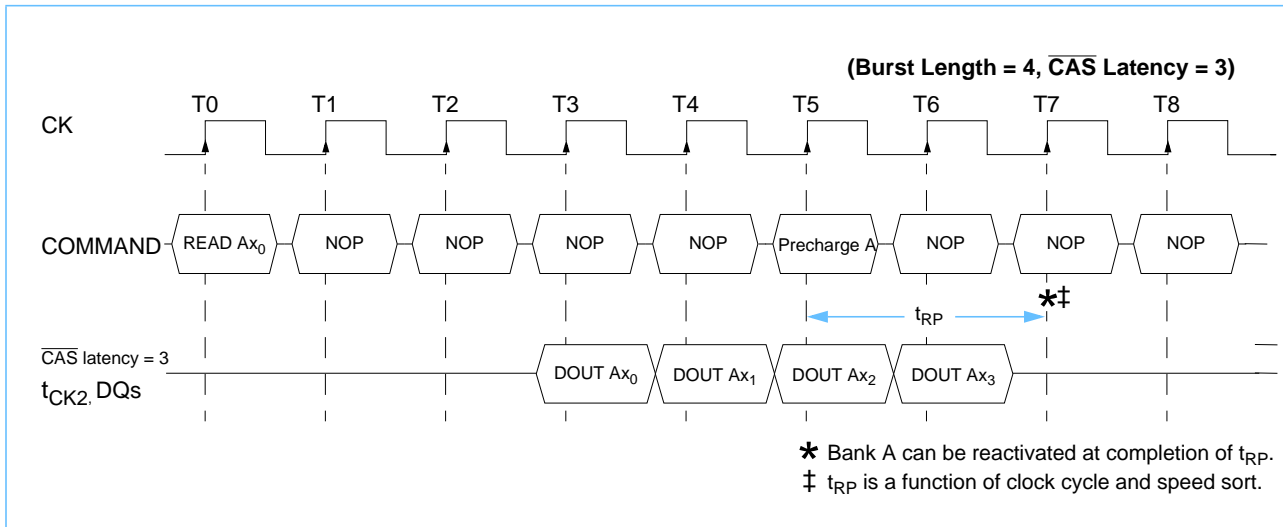 (Burst Length = 4, CAS Latency = 3)
T0 T1 T2 T3 T4 T5 T6 T7 T8
CK
COMMAND READ Ax0 NOP NOP NOP NOP Precharge A NOP NOP NOP
*‡
tRP
CAS latency = 3
tCK2, DQs DOUT Ax0 DOUT Ax1 DOUT Ax2 DOUT Ax3
* Bank A can be reactivated at completion of tRP.
‡ tRP is a function of clock cycle and speed sort.